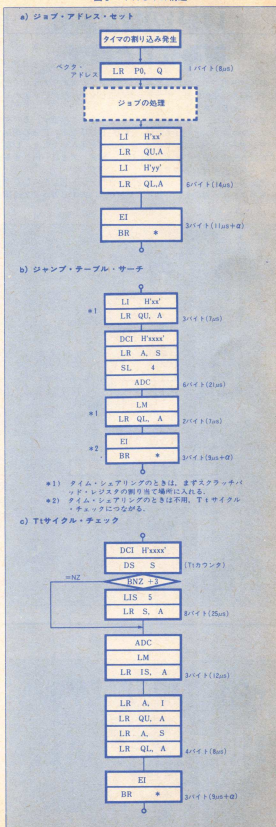 a) ジョブ・アドレス・セット
タイマの割り込み発生
ベクタ・
アドレス
LR P0, Q
1バイト(8μs)
ジョブの処理
LI H'xx'
LR QU,A
LI H'yy'
LR QL,A
6バイト(14μs)
EI
BR *
3バイト(11μs+α)
b) ジャンプ・テーブル・サーチ
*1
LI H'xx'
LR QU, A
3バイト(7μs)
DCI H'xxxx'
LR A, S
SL 4
ADC
6バイト(21μs)
*1
LM
LR QL, A
2バイト(7μs)
*2
EI
BR *
3バイト(9μs+α)
*1) タイム・シェアリングのときは, まずスクラッチパ
ッド・レジスタの割り当て場所に入れる.
*2) タイム・シェアリングのときは不用. Ttサイクル
・チェックにつながる.
c) Ttサイクル・チェック
DCI H'xxxx'
DS S
(Ttカウンタ)
=NZ
BNZ +3
LIS 5
LR S, A
8バイト(25μs)
ADC
LM
LR IS, A
3バイト(12μs)
LR A, I
LR QU, A
LR A, S
LR QL, A
4バイト(8μs)
EI
BR *
3バイト(9μs+α)